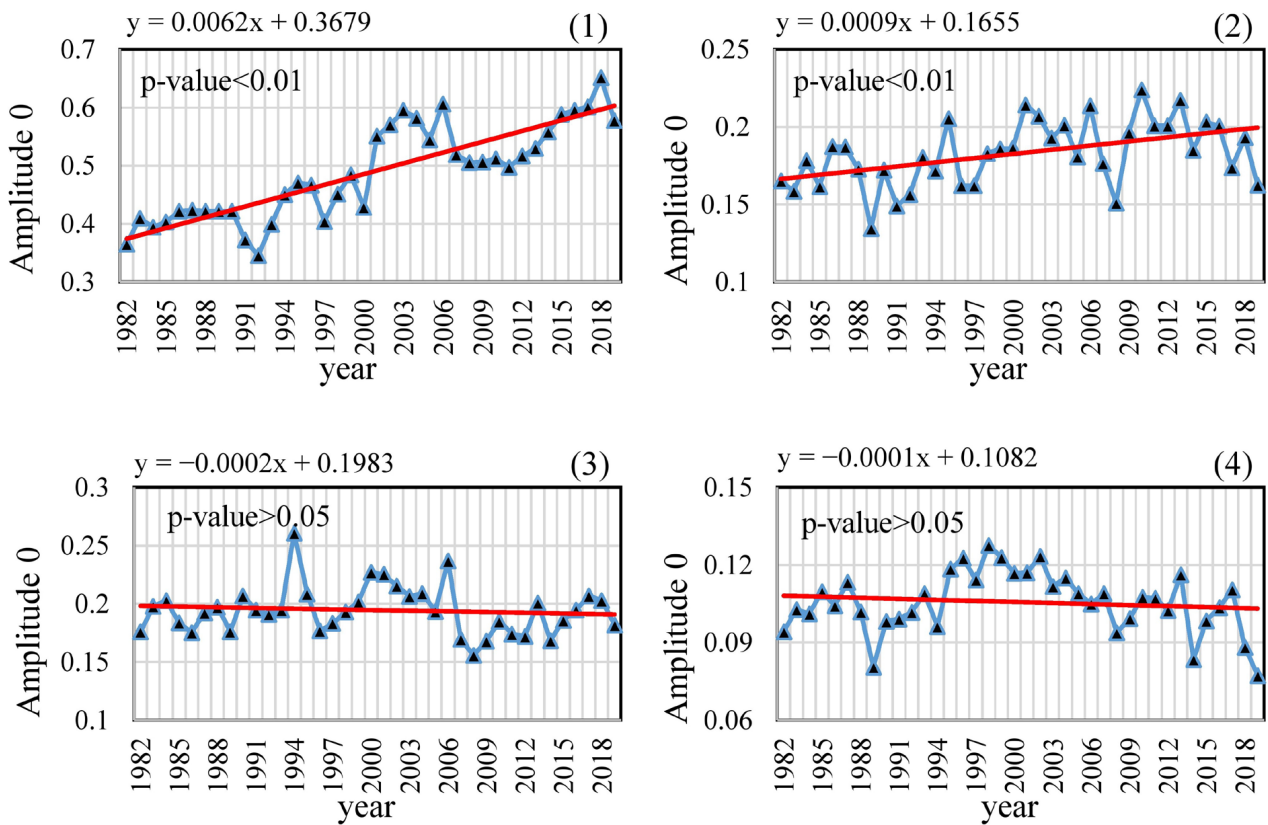 y = 0.0062x + 0.3679 (1)
p-value<0.01
Amplitude 0
0.7
0.6
0.5
0.4
0.3
1982 1985 1988 1991 1994 1997 2000 2003 2006 2009 2012 2015 2018
year
y = 0.0009x + 0.1655 (2)
p-value<0.01
Amplitude 0
0.25
0.2
0.15
0.1
1982 1985 1988 1991 1994 1997 2000 2003 2006 2009 2012 2015 2018
year
y = −0.0002x + 0.1983 (3)
p-value>0.05
Amplitude 0
0.3
0.25
0.2
0.15
0.1
1982 1985 1988 1991 1994 1997 2000 2003 2006 2009 2012 2015 2018
year
y = −0.0001x + 0.1082 (4)
p-value>0.05
Amplitude 0
0.15
0.12
0.09
0.06
1982 1985 1988 1991 1994 1997 2000 2003 2006 2009 2012 2015 2018
year